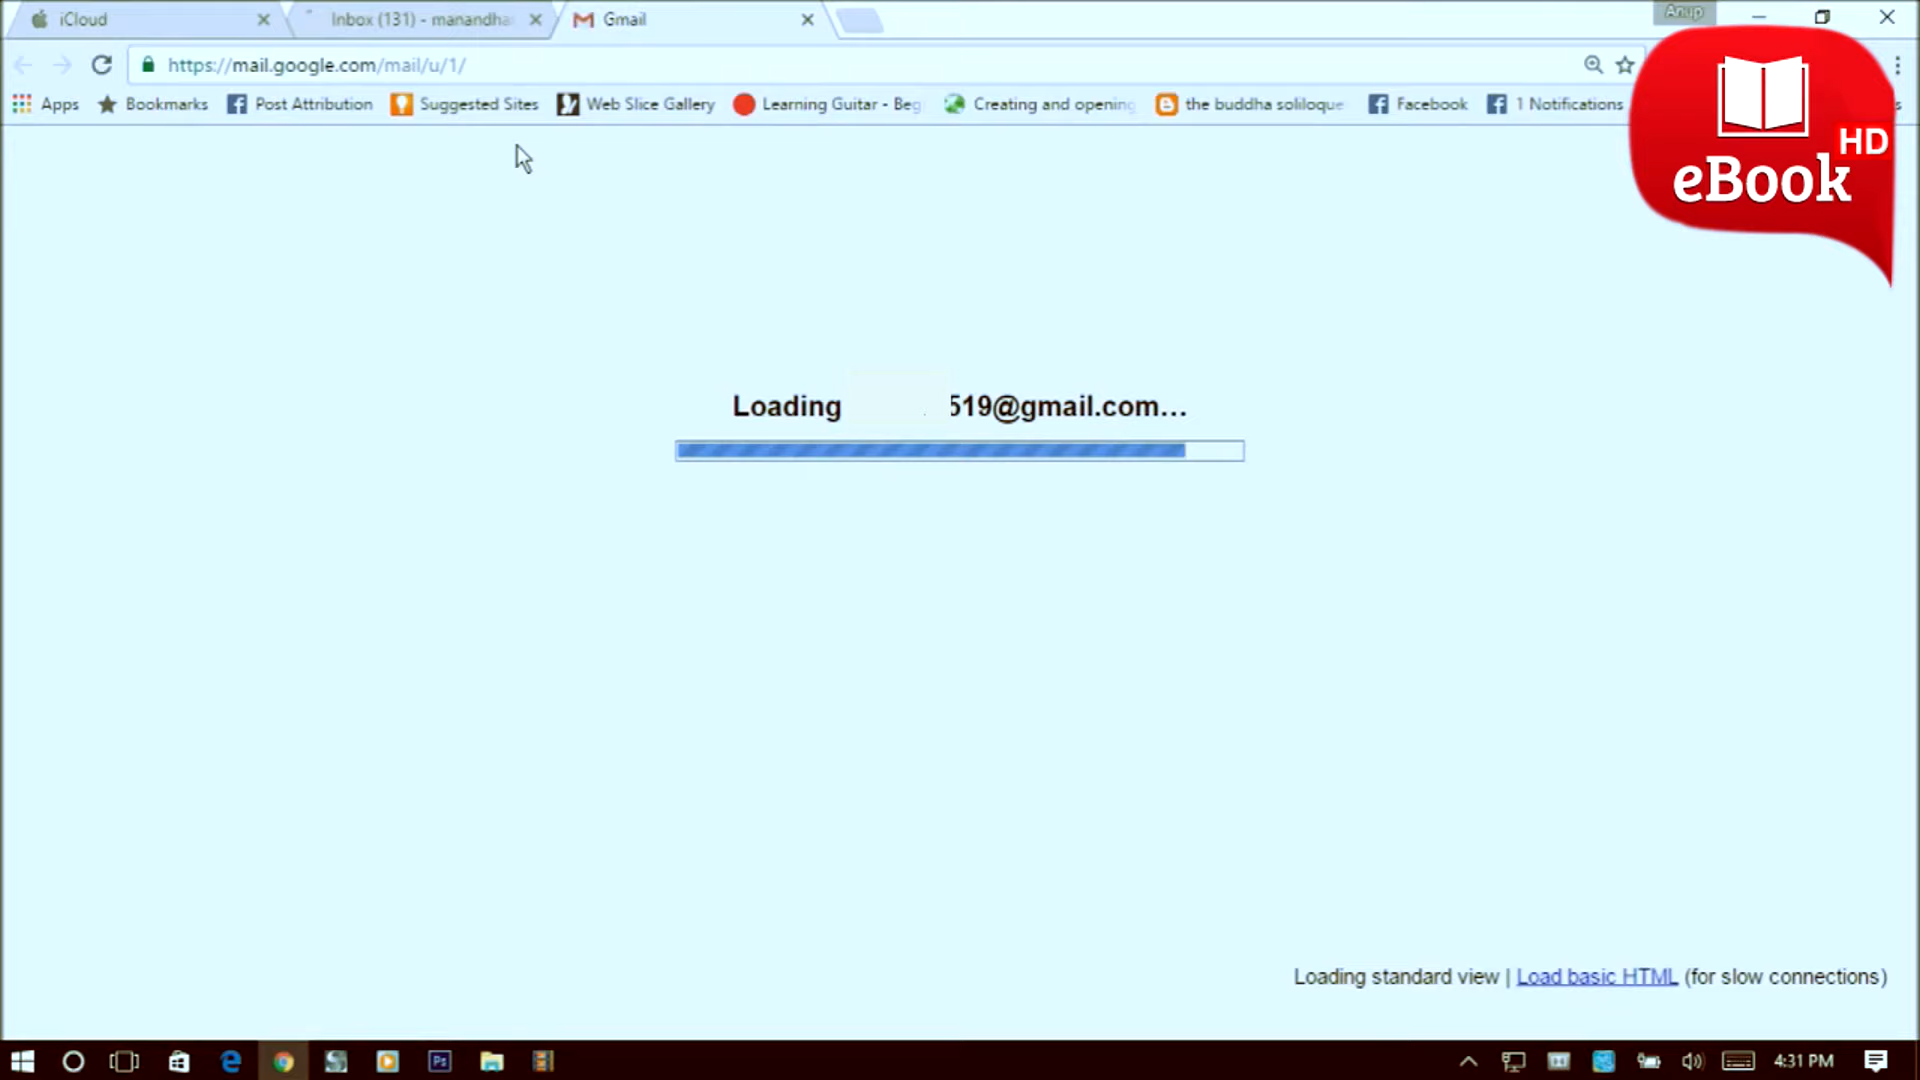 iCloud
Inbox (131) - manandha
Gmail
Anup
https://mail.google.com/mail/u/1/
Apps
Bookmarks
Post Attribution
Suggested Sites
Web Slice Gallery
Learning Guitar - Beg
Creating and opening
the buddha soliloque
Facebook
1 Notifications
HD
eBook
Loading 519@gmail.com...
Loading standard view | Load basic HTML (for slow connections)
Ps
4:31 PM